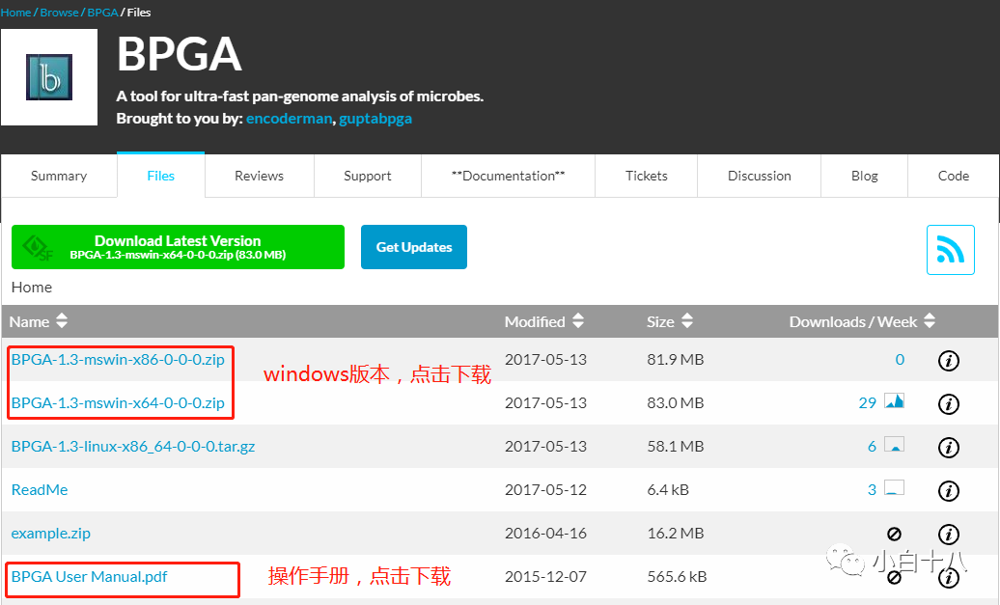 Home / Browse / BPGA / Files
b
BPGA
A tool for ultra-fast pan-genome analysis of microbes.
Brought to you by: encoderman, guptabpga
Summary Files Reviews Support **Documentation** Tickets Discussion Blog Code
Download Latest Version
BPGA-1.3-mswin-x64-0-0-0.zip (83.0 MB)
SF
Get Updates
Home
Name Modified Size Downloads / Week
BPGA-1.3-mswin-x86-0-0-0.zip 2017-05-13 81.9 MB 0 i
windows版本，点击下载
BPGA-1.3-mswin-x64-0-0-0.zip 2017-05-13 83.0 MB 29 i
BPGA-1.3-linux-x86_64-0-0-0.tar.gz 2017-05-13 58.1 MB 6 i
ReadMe 2017-05-12 6.4 kB 3 i
example.zip 2016-04-16 16.2 MB i
小白十八
BPGA User Manual.pdf 操作手册，点击下载 2015-12-07 565.6 kB i